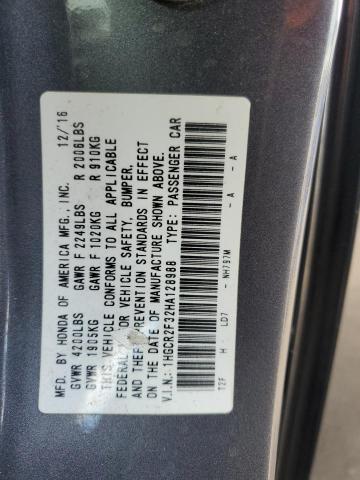 MFD. BY HONDA OF AMERICA MFG., INC. 12/16
GVWR 4200LBS GAWR F 2249LBS R 2006LBS
GVWR 1905KG GAWR F 1020KG R 910KG
THIS VEHICLE CONFORMS TO ALL APPLICABLE
FEDERAL MOTOR VEHICLE SAFETY, BUMPER,
AND THEFT PREVENTION STANDARDS IN EFFECT
ON THE DATE OF MANUFACTURE SHOWN ABOVE.
V.I.N.: 1HGCR2F32HA128988 TYPE: PASSENGER CAR
T2F H LD7 - NH797M - A - A